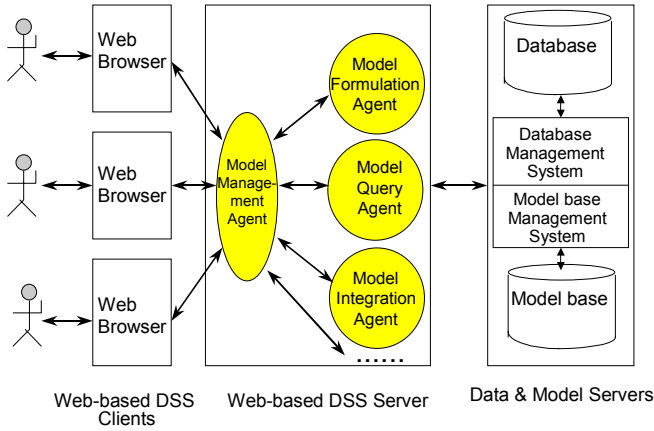 Web
Browser
Web
Browser
Web
Browser
Web-based DSS
Clients
Model
Manage-
ment
Agent
Model
Formulation
Agent
Model
Query
Agent
Model
Integration
Agent
......
Web-based DSS Server
Database
Database
Management
System
Model base
Management
System
Model base
Data & Model Servers